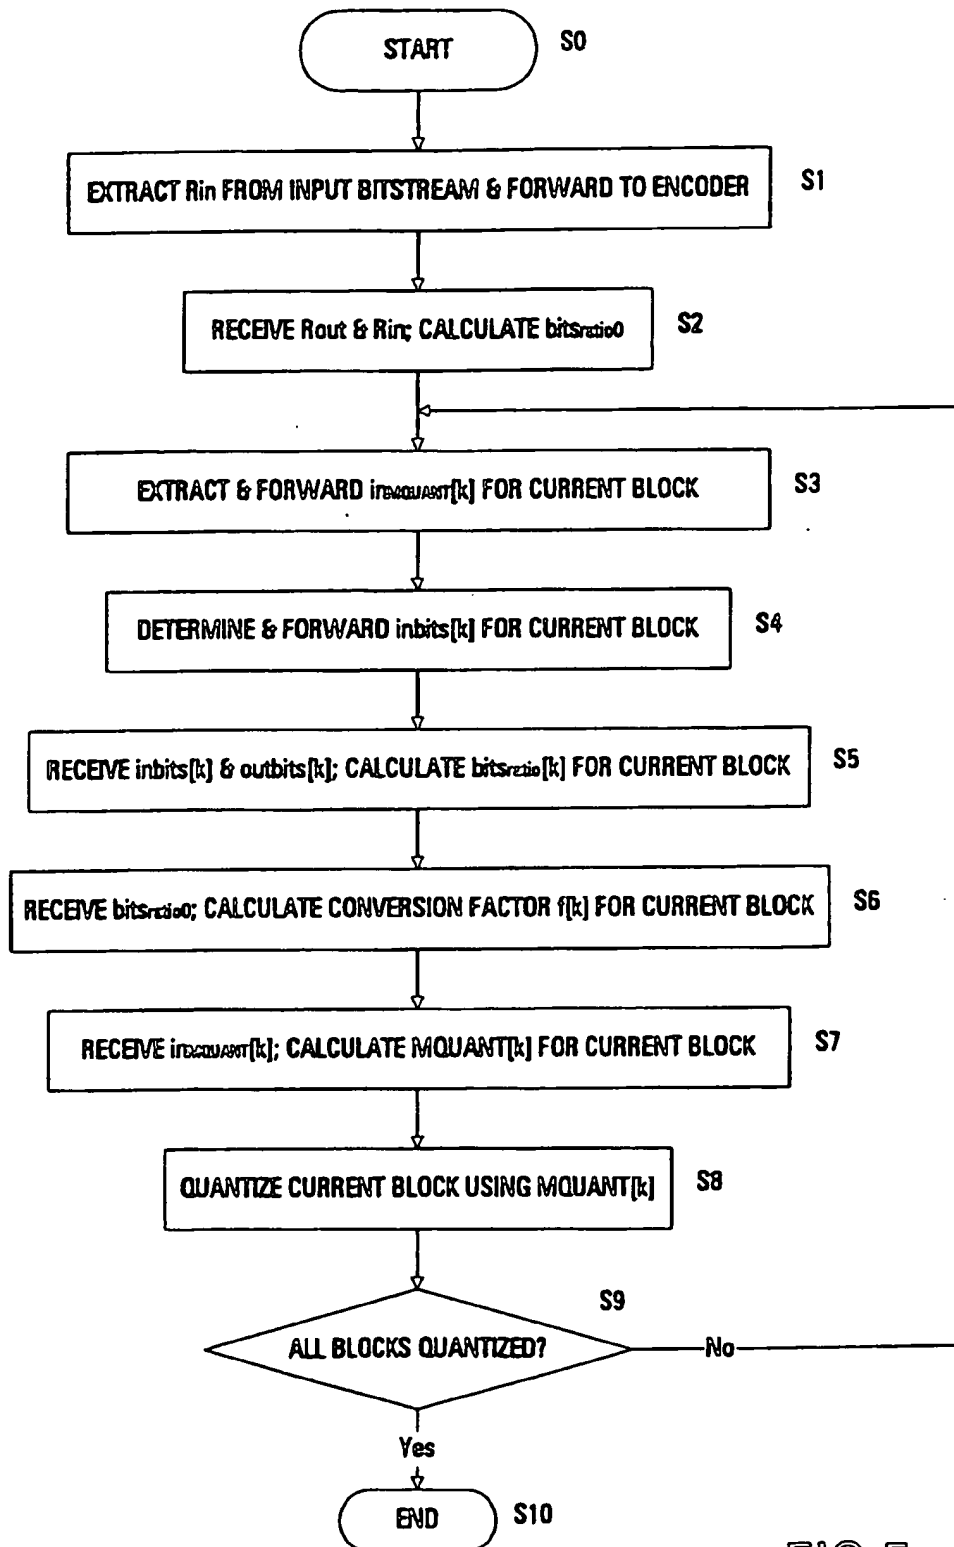 START
S0
EXTRACT Rin FROM INPUT BITSTREAM & FORWARD TO ENCODER
S1
RECEIVE Rout & Rin; CALCULATE bitsratio0
S2
EXTRACT & FORWARD inMQUANT[k] FOR CURRENT BLOCK
S3
DETERMINE & FORWARD inbits[k] FOR CURRENT BLOCK
S4
RECEIVE inbits[k] & outbits[k]; CALCULATE bitsratio[k] FOR CURRENT BLOCK
S5
RECEIVE bitsratio0; CALCULATE CONVERSION FACTOR f[k] FOR CURRENT BLOCK
S6
RECEIVE inMQUANT[k]; CALCULATE MQUANT[k] FOR CURRENT BLOCK
S7
QUANTIZE CURRENT BLOCK USING MQUANT[k]
S8
S9
ALL BLOCKS QUANTIZED?
No
Yes
END
S10